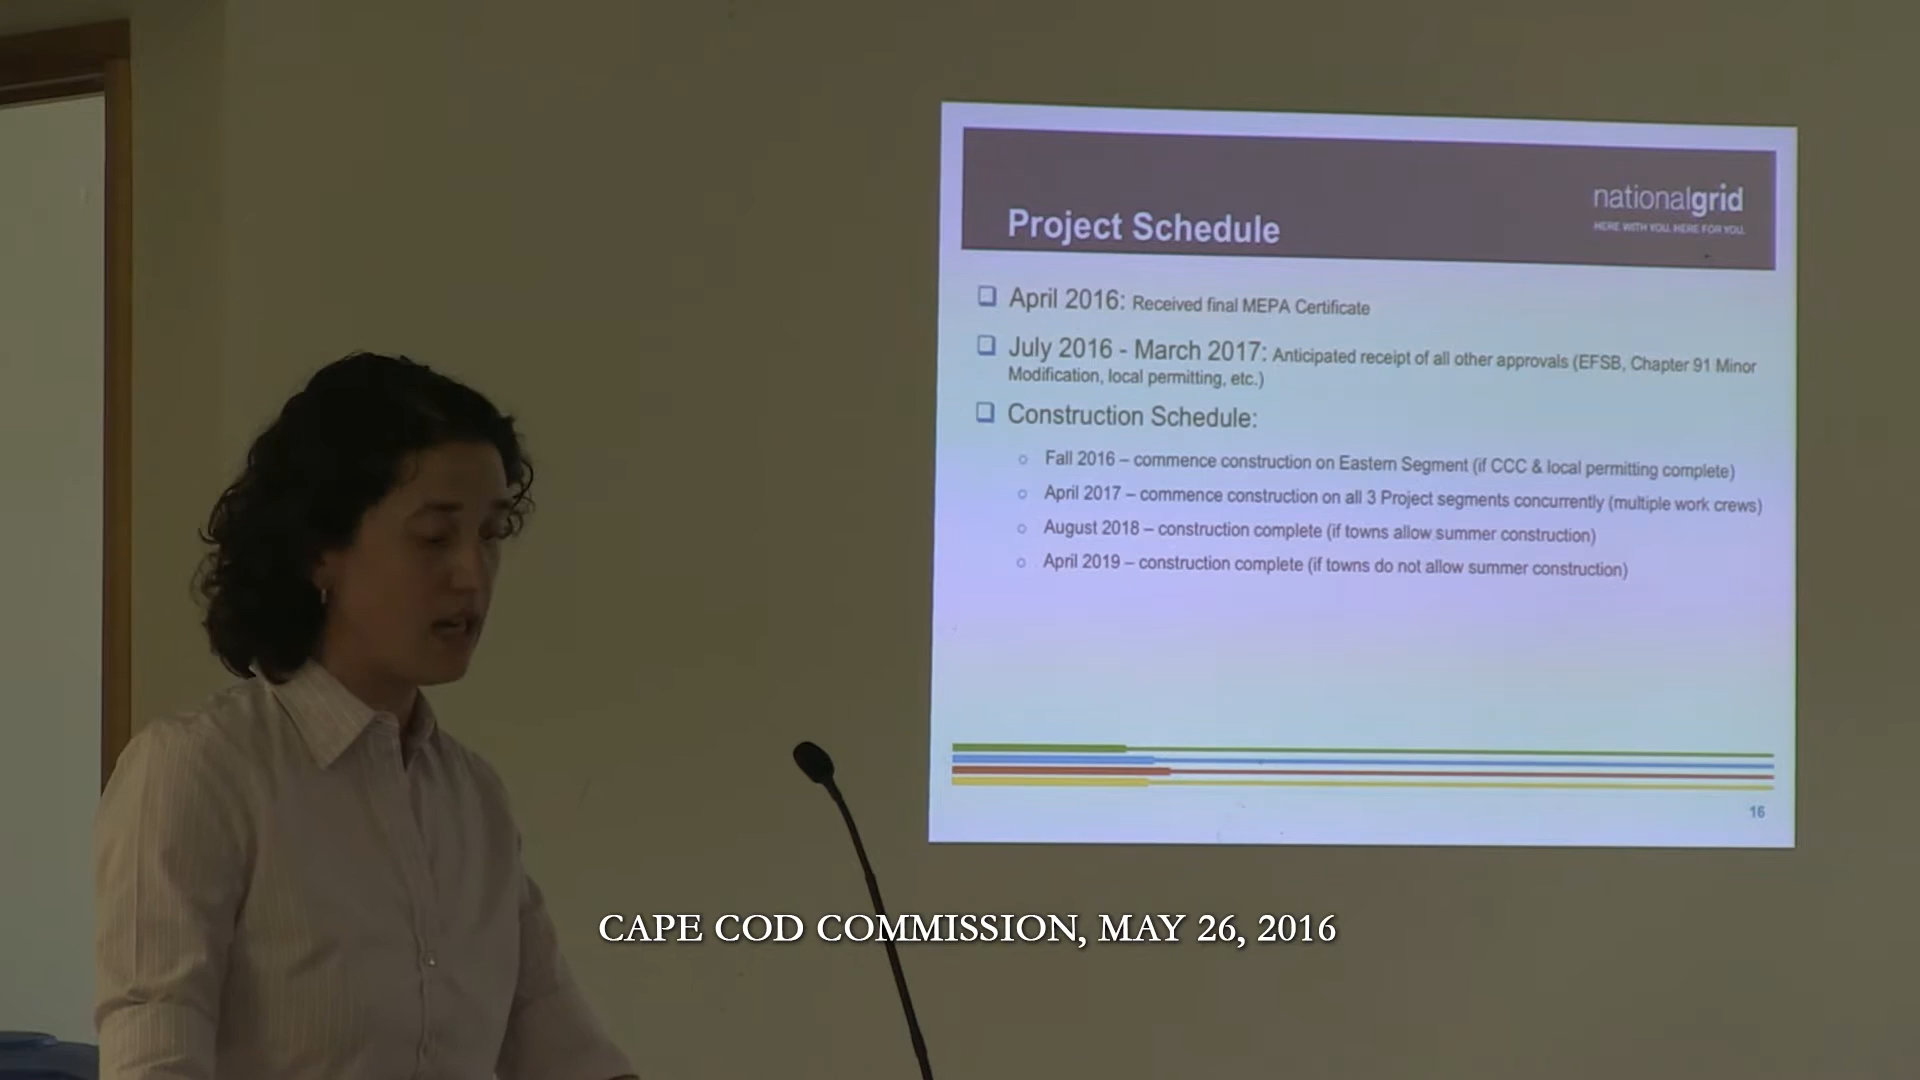 nationalgrid
HERE WITH YOU. HERE FOR YOU.
Project Schedule
April 2016: Received final MEPA Certificate
July 2016 - March 2017: Anticipated receipt of all other approvals (EFSB, Chapter 91 Minor
Modification, local permitting, etc.)
Construction Schedule:
Fall 2016 – commence construction on Eastern Segment (if CCC & local permitting complete)
April 2017 – commence construction on all 3 Project segments concurrently (multiple work crews)
August 2018 – construction complete (if towns allow summer construction)
April 2019 – construction complete (if towns do not allow summer construction)
16
CAPE COD COMMISSION, MAY 26, 2016